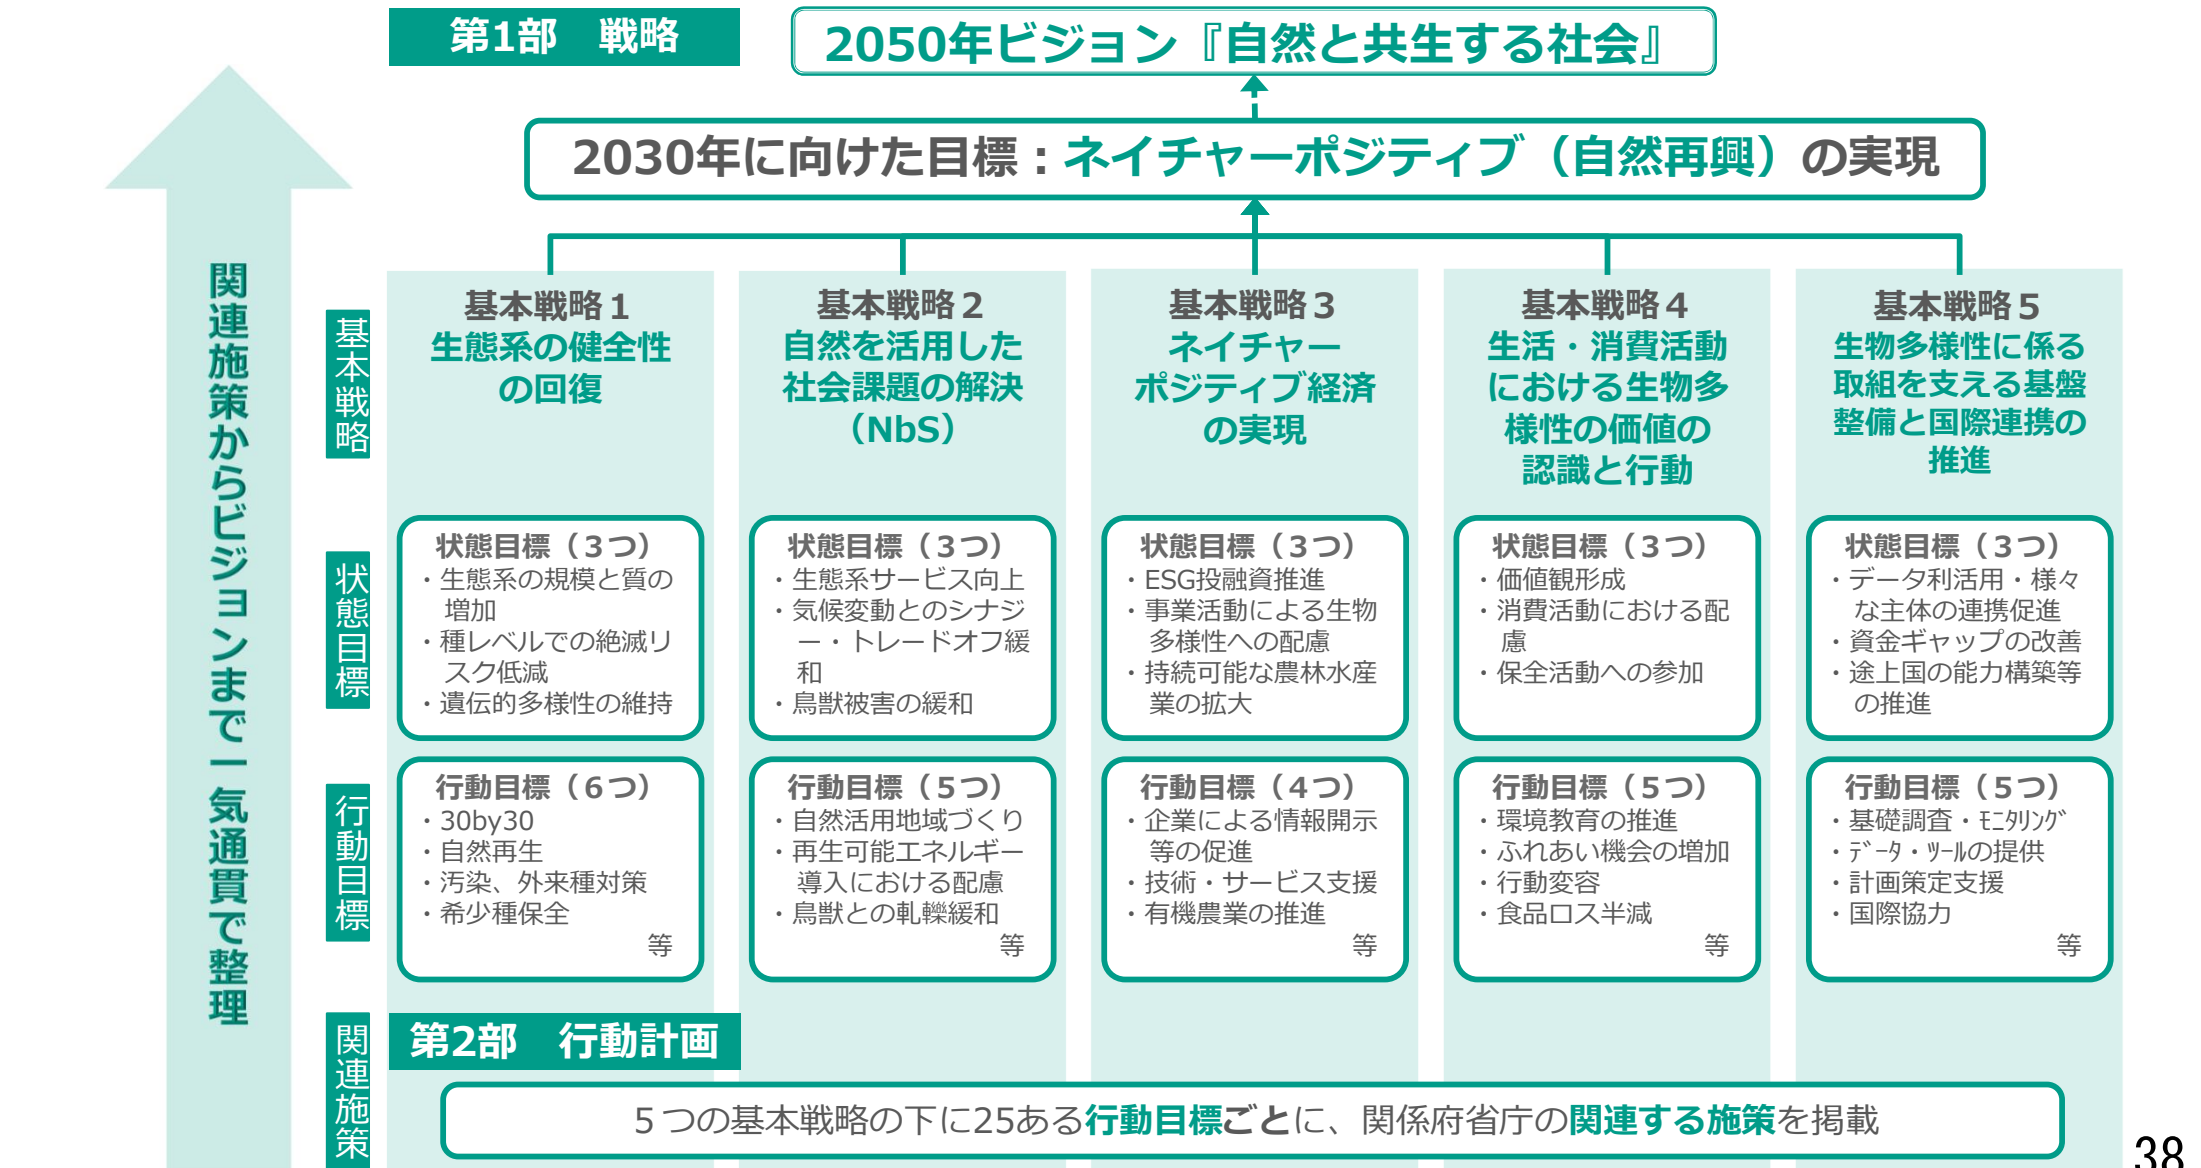 第1部　戦略
2050年ビジョン『自然と共生する社会』
2030年に向けた目標：ネイチャーポジティブ（自然再興）の実現
関連施策からビジョンまで一気通貫で整理
基本戦略
基本戦略１
生態系の健全性
の回復
基本戦略２
自然を活用した
社会課題の解決
（NbS）
基本戦略３
ネイチャー
ポジティブ経済
の実現
基本戦略４
生活・消費活動
における生物多
様性の価値の
認識と行動
基本戦略５
生物多様性に係る
取組を支える基盤
整備と国際連携の
推進
状態目標
状態目標（３つ）
・生態系の規模と質の
増加
・種レベルでの絶滅リ
スク低減
・遺伝的多様性の維持
状態目標（３つ）
・生態系サービス向上
・気候変動とのシナジ
ー・トレードオフ緩
和
・鳥獣被害の緩和
状態目標（３つ）
・ESG投融資推進
・事業活動による生物
多様性への配慮
・持続可能な農林水産
業の拡大
状態目標（３つ）
・価値観形成
・消費活動における配
慮
・保全活動への参加
状態目標（３つ）
・データ利活用・様々
な主体の連携促進
・資金ギャップの改善
・途上国の能力構築等
の推進
行動目標
行動目標（６つ）
・30by30
・自然再生
・汚染、外来種対策
・希少種保全
等
行動目標（５つ）
・自然活用地域づくり
・再生可能エネルギー
導入における配慮
・鳥獣との軋轢緩和
等
行動目標（４つ）
・企業による情報開示
等の促進
・技術・サービス支援
・有機農業の推進
等
行動目標（５つ）
・環境教育の推進
・ふれあい機会の増加
・行動変容
・食品ロス半減
等
行動目標（５つ）
・基礎調査・ﾓﾆﾀﾘﾝｸﾞ
・ﾃﾞｰﾀ・ﾂｰﾙの提供
・計画策定支援
・国際協力
等
関連施策
第2部　行動計画
５つの基本戦略の下に25ある行動目標ごとに、関係府省庁の関連する施策を掲載
38